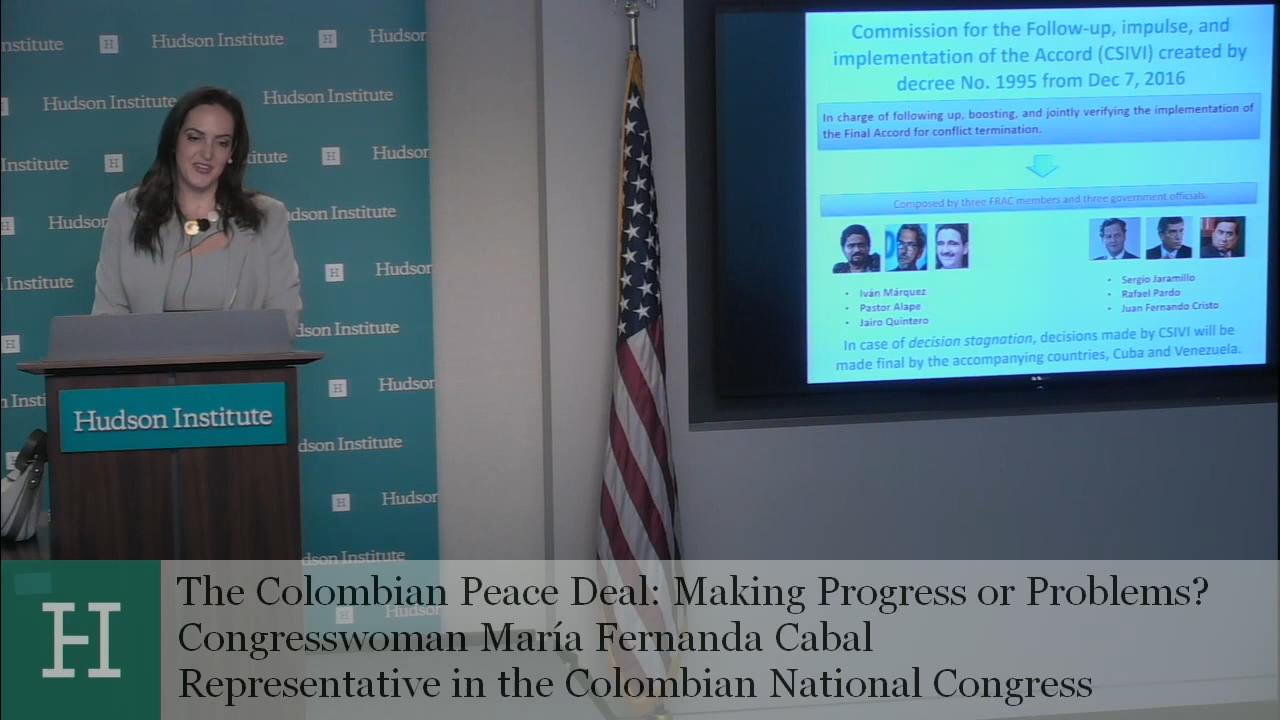 Hudson Institute
Hudson Institute
Hudson Institute
Hudson Institute
Commission for the Follow-up, impulse, and
implementation of the Accord (CSIVI) created by
decree No. 1995 from Dec 7, 2016
In charge of following up, boosting, and jointly verifying the implementation of
the Final Accord for conflict termination.
Composed by three FRAC members and three government officials.
• Iván Márquez
• Pastor Alape
• Jairo Quintero
• Sergio Jaramillo
• Rafael Pardo
• Juan Fernando Cristo
In case of decision stagnation, decisions made by CSIVI will be
made final by the accompanying countries, Cuba and Venezuela.
H
The Colombian Peace Deal: Making Progress or Problems?
Congresswoman María Fernanda Cabal
Representative in the Colombian National Congress